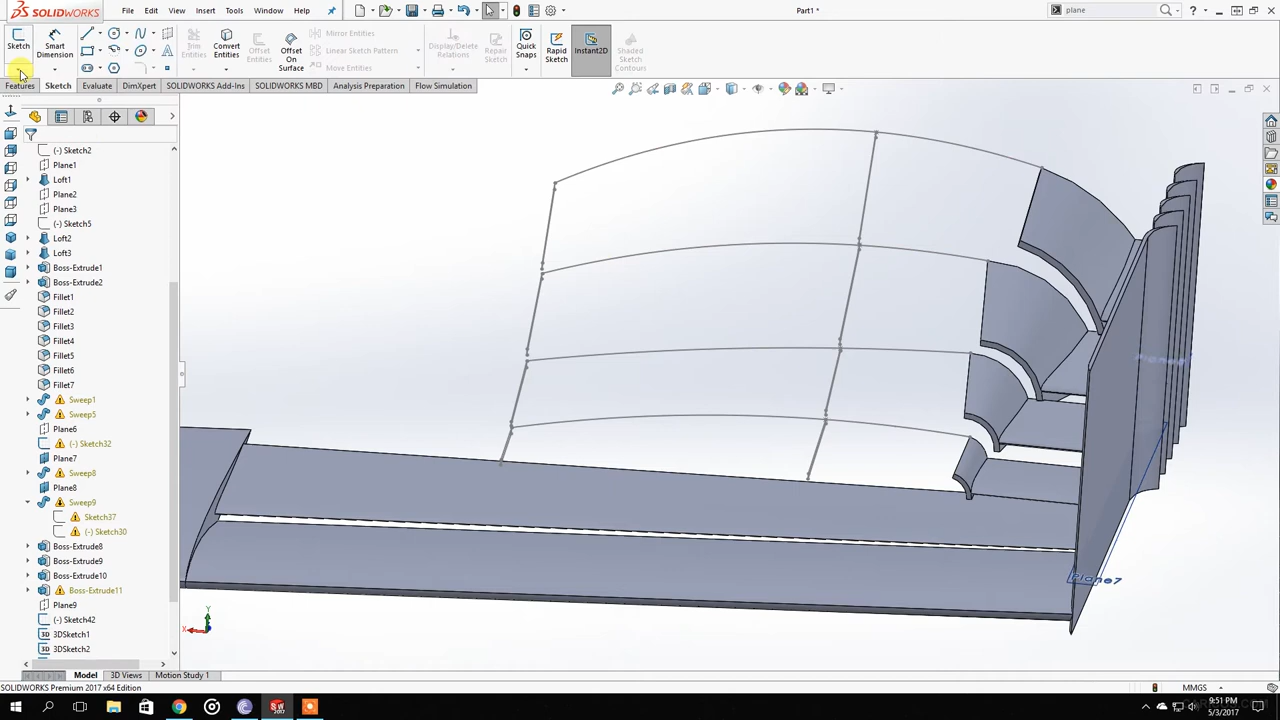 SOLIDWORKS
File Edit View Insert Tools Simulation Window Help
Part1 *
plane
Sketch
Smart
Dimension
Trim
Entities
Convert
Entities
Offset
Entities
Offset
On
Surface
Mirror Entities
Linear Sketch Pattern
Move Entities
Display/Delete
Relations
Repair
Sketch
Quick
Snaps
Rapid
Sketch
Instant2D
Shaded
Sketch
Contours
Features Sketch Evaluate DimXpert SOLIDWORKS Add-Ins SOLIDWORKS MBD Analysis Preparation Flow Simulation
(-) Sketch2
Plane1
Loft1
Plane2
Plane3
(-) Sketch5
Loft2
Loft3
Boss-Extrude1
Boss-Extrude2
Fillet1
Fillet2
Fillet3
Fillet4
Fillet5
Fillet6
Fillet7
Sweep1
Sweep5
Plane6
(-) Sketch32
Plane7
Sweep8
Plane8
Sweep9
Sketch37
(-) Sketch30
Boss-Extrude8
Boss-Extrude9
Boss-Extrude10
Boss-Extrude11
Plane9
(-) Sketch42
3D 3DSketch1
3D 3DSketch2
Plane7
Y
X
Model 3D Views Motion Study 1
SOLIDWORKS Premium 2017 x64 Edition
MMGS
9:51 PM
5/3/2017